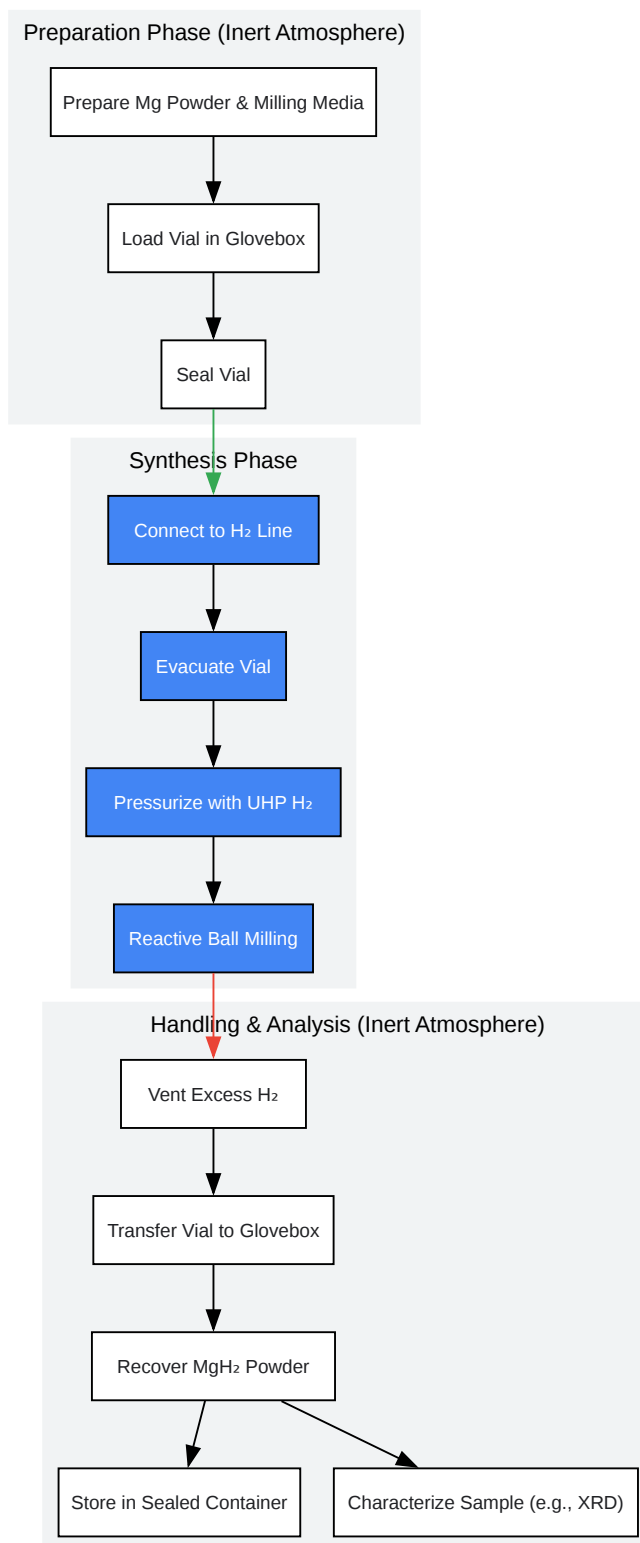 Preparation Phase (Inert Atmosphere)
Prepare Mg Powder & Milling Media
Load Vial in Glovebox
Seal Vial
Synthesis Phase
Connect to H₂ Line
Evacuate Vial
Pressurize with UHP H₂
Reactive Ball Milling
Handling & Analysis (Inert Atmosphere)
Vent Excess H₂
Transfer Vial to Glovebox
Recover MgH₂ Powder
Store in Sealed Container
Characterize Sample (e.g., XRD)